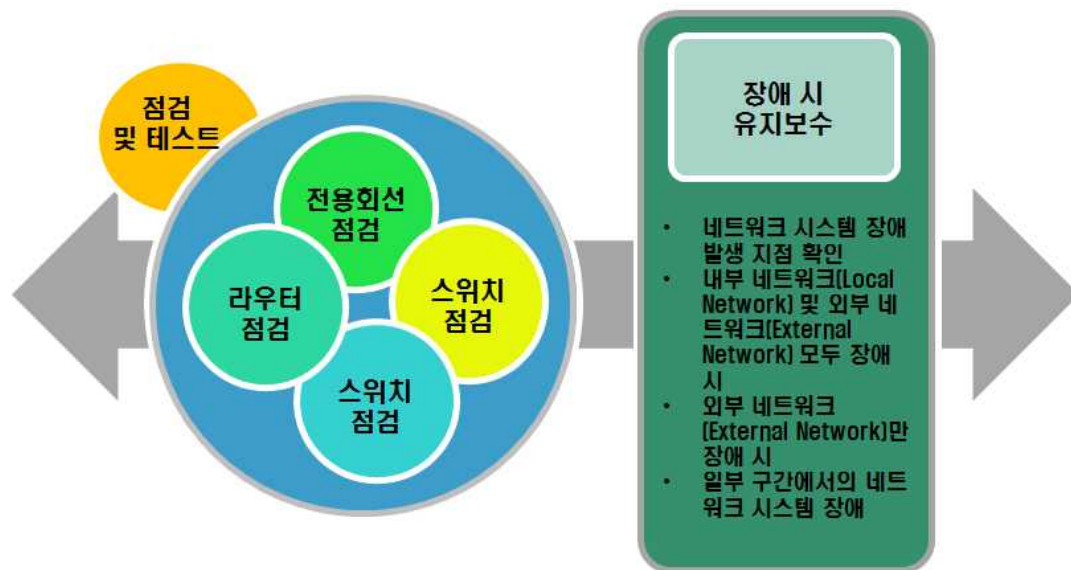 점검
및 테스트
전용회선
점검
라우터
점검
스위치
점검
스위치
점검
장애 시
유지보수
• 네트워크 시스템 장애
발생 지점 확인
• 내부 네트워크(Local
Network) 및 외부 네
트워크(External
Network) 모두 장애
시
• 외부 네트워크
(External Network)만
장애 시
• 일부 구간에서의 네트
워크 시스템 장애